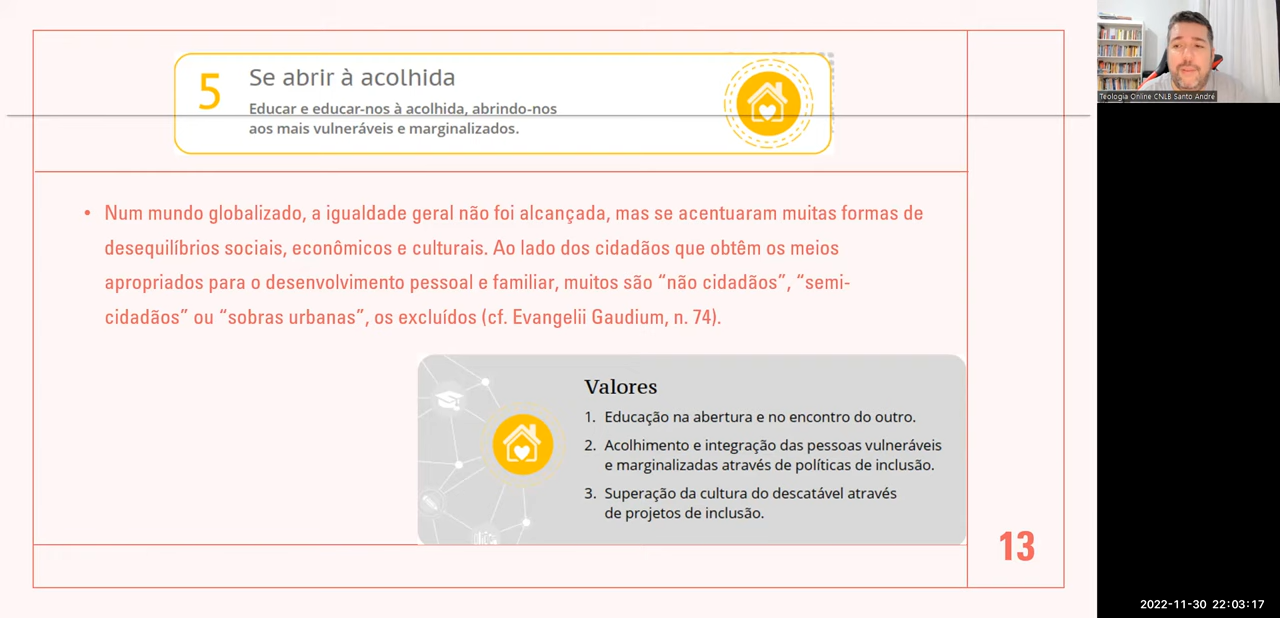 5
Se abrir à acolhida
Educar e educar-nos à acolhida, abrindo-nos
aos mais vulneráveis e marginalizados.
• Num mundo globalizado, a igualdade geral não foi alcançada, mas se acentuaram muitas formas de
desequilíbrios sociais, econômicos e culturais. Ao lado dos cidadãos que obtêm os meios
apropriados para o desenvolvimento pessoal e familiar, muitos são “não cidadãos”, “semi-
cidadãos” ou “sobras urbanas”, os excluídos (cf. Evangelii Gaudium, n. 74).
Valores
1. Educação na abertura e no encontro do outro.
2. Acolhimento e integração das pessoas vulneráveis
e marginalizadas através de políticas de inclusão.
3. Superação da cultura do descatável através
de projetos de inclusão.
13
Teologia Online CNLB Santo André
2022-11-30 22:03:17